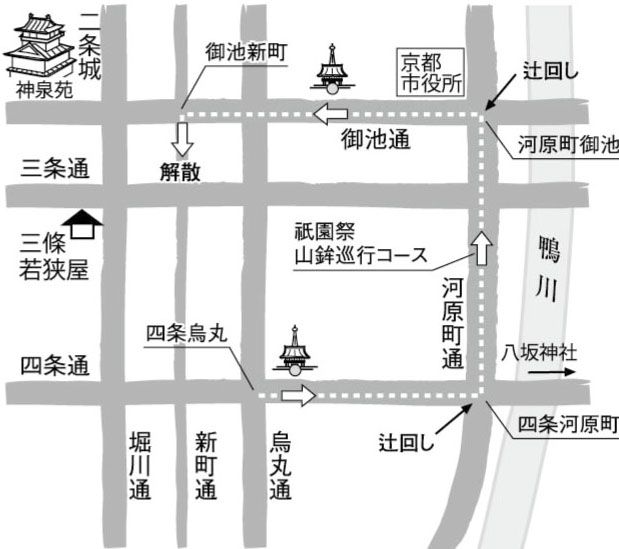 二条城
神泉苑
御池新町
京都
市役所
辻回し
御池通
河原町御池
三条通
解散
三條
若狭屋
祇園祭
山鉾巡行コース
鴨川
河原町通
四条烏丸
四条通
八坂神社
辻回し
四条河原町
堀川通
新町通
烏丸通